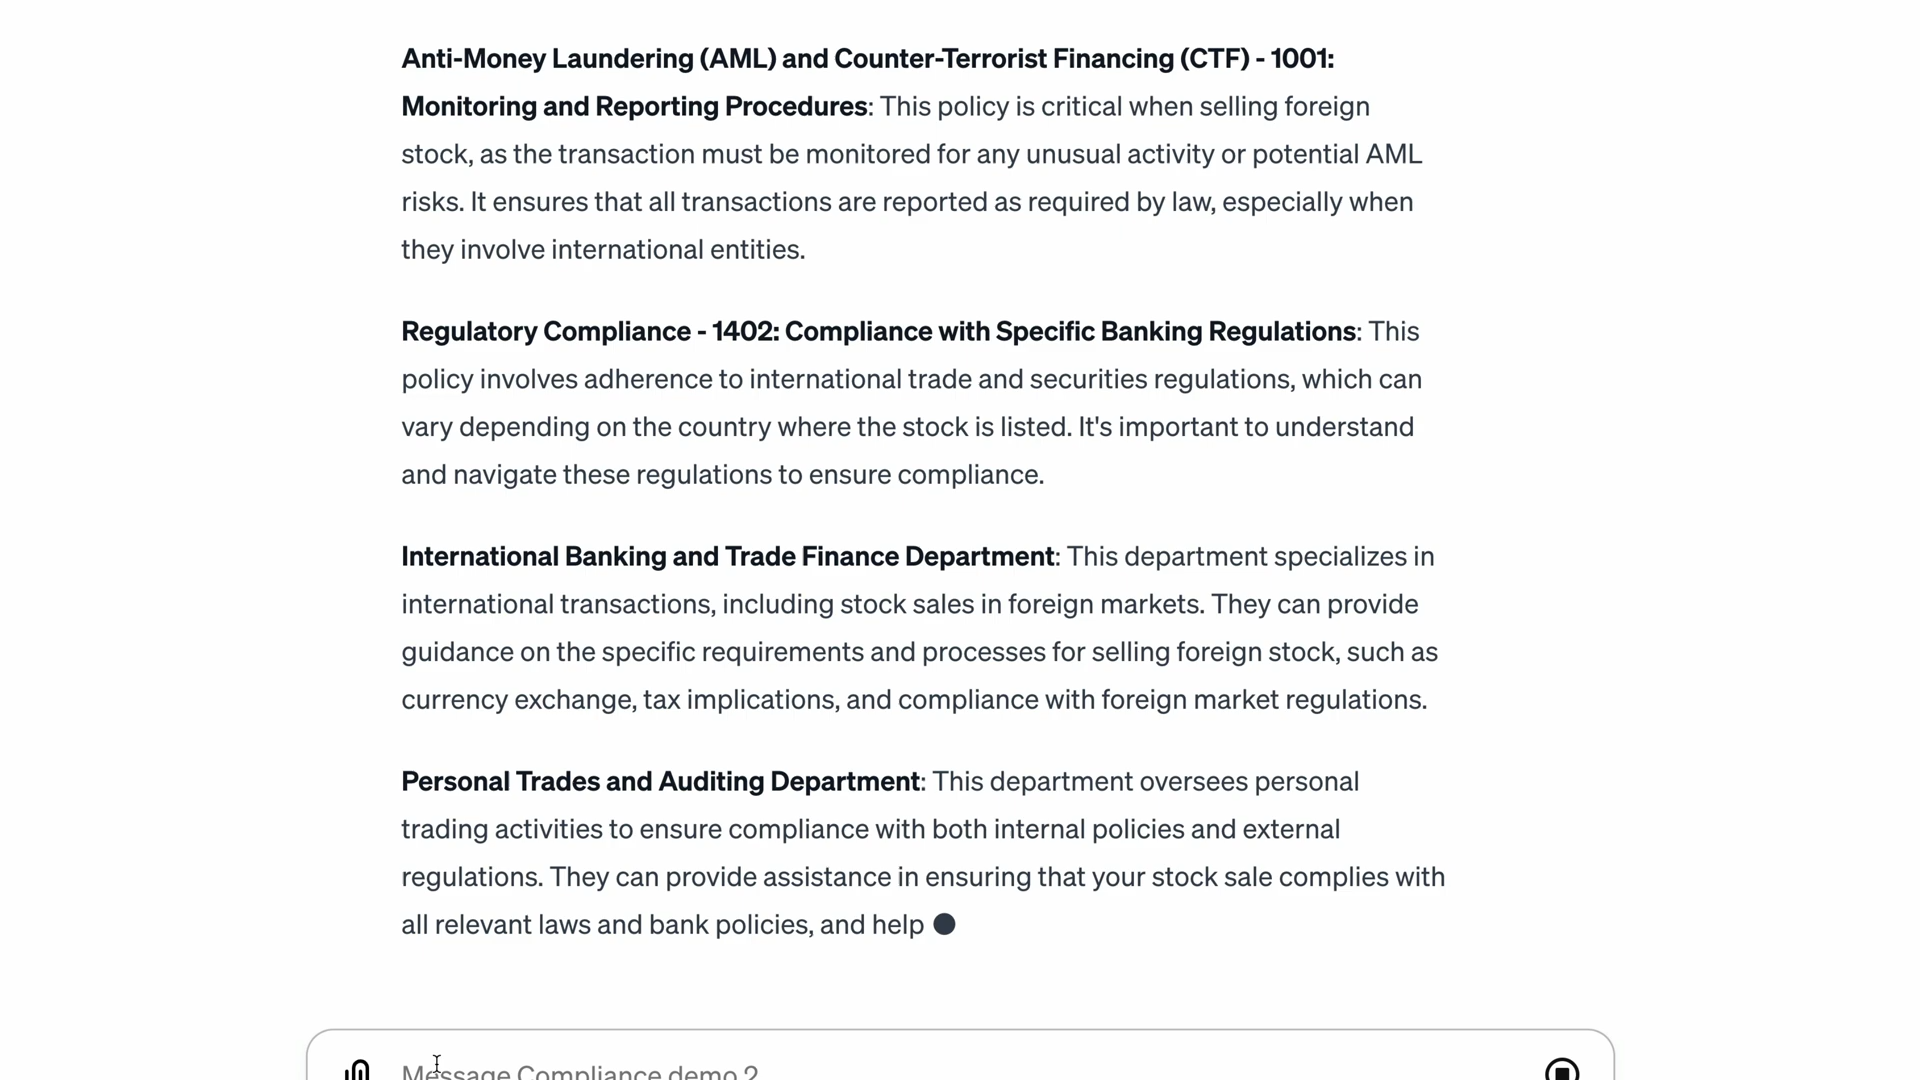 Anti-Money Laundering (AML) and Counter-Terrorist Financing (CTF) - 1001:
Monitoring and Reporting Procedures: This policy is critical when selling foreign
stock, as the transaction must be monitored for any unusual activity or potential AML
risks. It ensures that all transactions are reported as required by law, especially when
they involve international entities.
Regulatory Compliance - 1402: Compliance with Specific Banking Regulations: This
policy involves adherence to international trade and securities regulations, which can
vary depending on the country where the stock is listed. It's important to understand
and navigate these regulations to ensure compliance.
International Banking and Trade Finance Department: This department specializes in
international transactions, including stock sales in foreign markets. They can provide
guidance on the specific requirements and processes for selling foreign stock, such as
currency exchange, tax implications, and compliance with foreign market regulations.
Personal Trades and Auditing Department: This department oversees personal
trading activities to ensure compliance with both internal policies and external
regulations. They can provide assistance in ensuring that your stock sale complies with
all relevant laws and bank policies, and help
Message Compliance demo 2